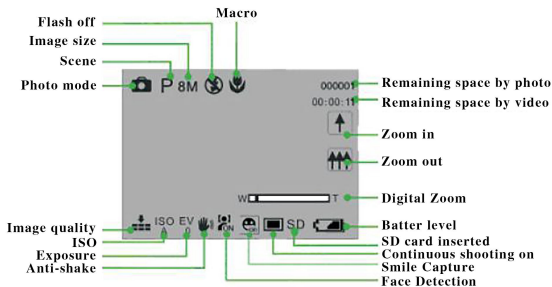 Flash off
Macro
Image size
Scene
Photo mode
P 8M
000001
Remaining space by photo
00:00:11
Remaining space by video
Zoom in
Zoom out
W T
Digital Zoom
Image quality
ISO EV
A 0
ON
SD
Batter level
ISO
SD card inserted
Exposure
Continuous shooting on
Anti-shake
Smile Capture
Face Detection